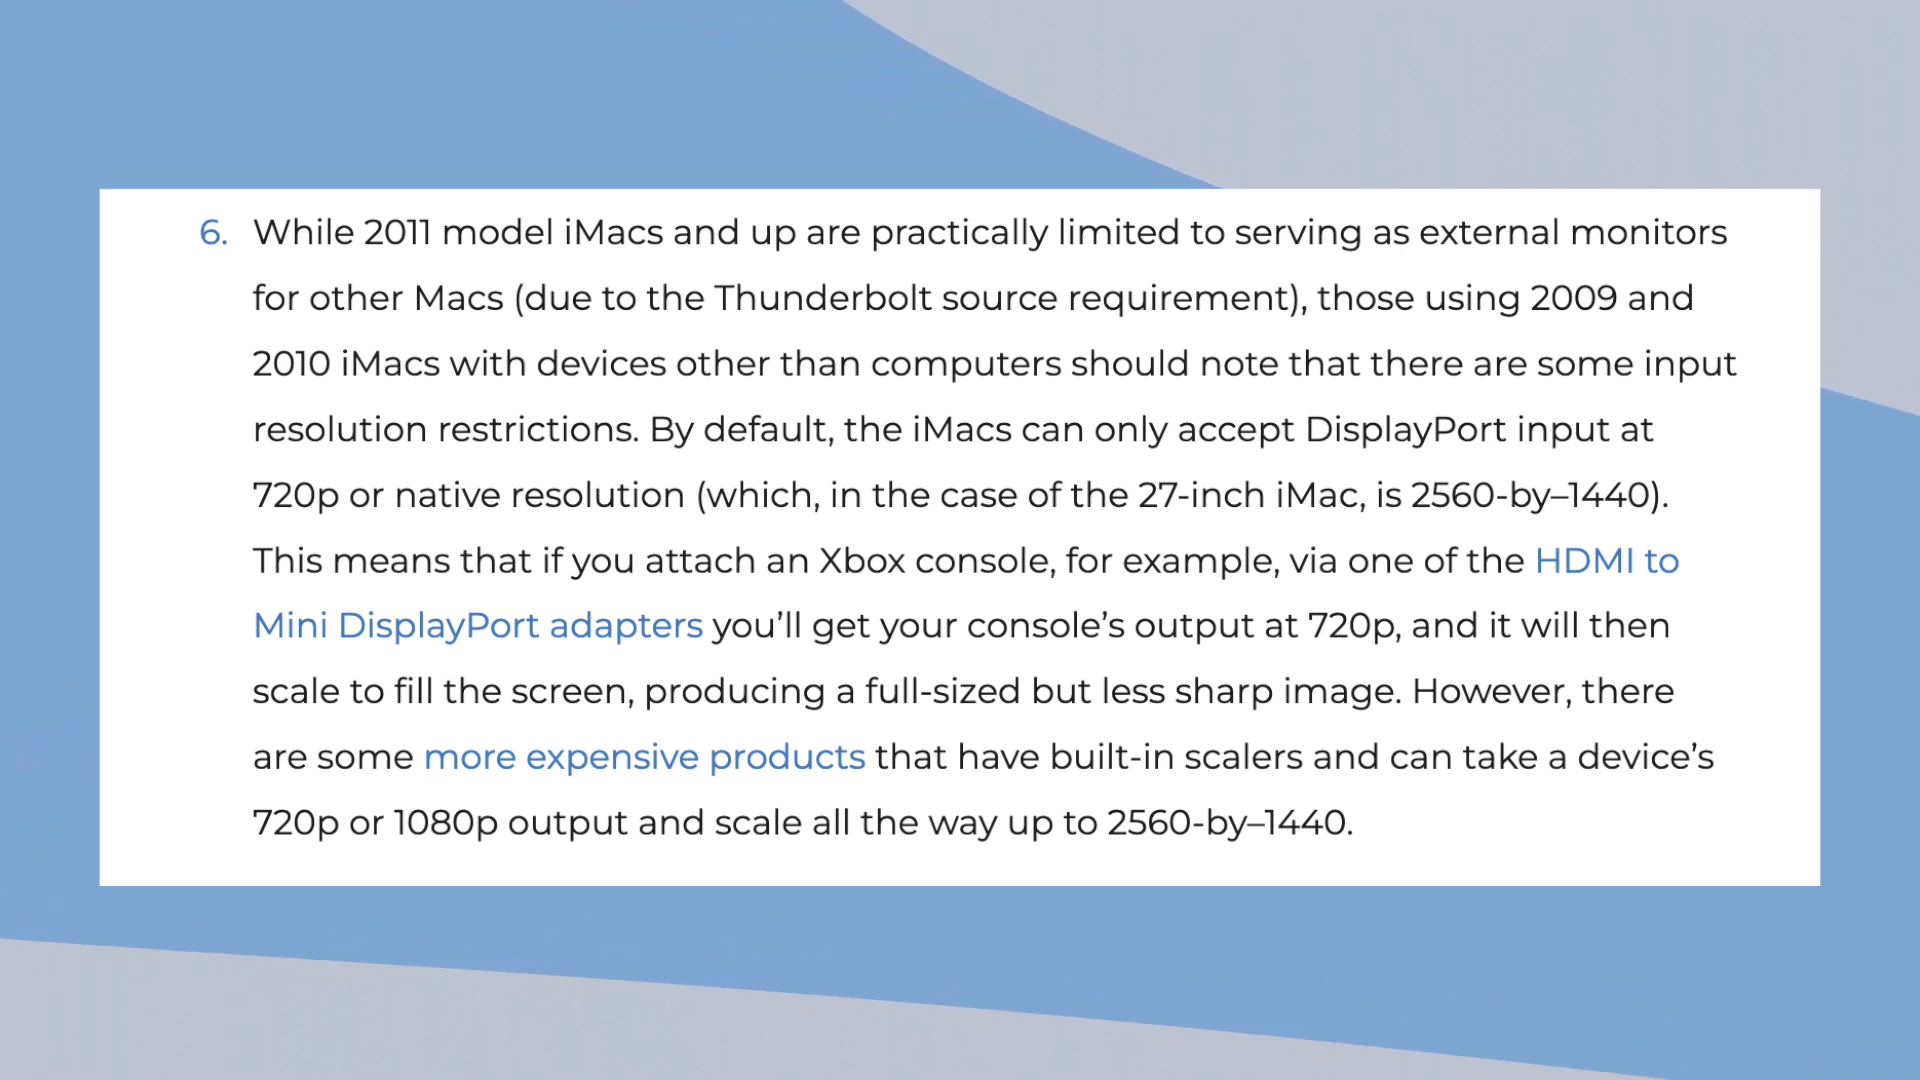 6. While 2011 model iMacs and up are practically limited to serving as external monitors
for other Macs (due to the Thunderbolt source requirement), those using 2009 and
2010 iMacs with devices other than computers should note that there are some input
resolution restrictions. By default, the iMacs can only accept DisplayPort input at
720p or native resolution (which, in the case of the 27-inch iMac, is 2560-by–1440).
This means that if you attach an Xbox console, for example, via one of the HDMI to
Mini DisplayPort adapters you’ll get your console’s output at 720p, and it will then
scale to fill the screen, producing a full-sized but less sharp image. However, there
are some more expensive products that have built-in scalers and can take a device’s
720p or 1080p output and scale all the way up to 2560-by–1440.